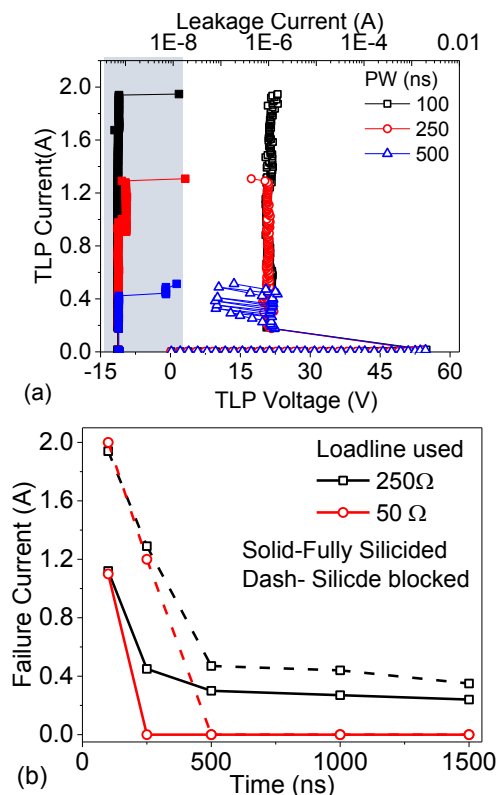 Leakage Current (A)
1E-8 1E-6 1E-4 0.01
PW (ns)
100
250
500
TLP Current(A)
2.0
1.6
1.2
0.8
0.4
0.0
-15 0 15 30 45 60
TLP Voltage (V)
(a)
Loadline used
250Ω
50 Ω
Solid-Fully Silicided
Dash- Silicde blocked
Failure Current (A)
2.0
1.6
1.2
0.8
0.4
0.0
0 500 1000 1500
Time (ns)
(b)